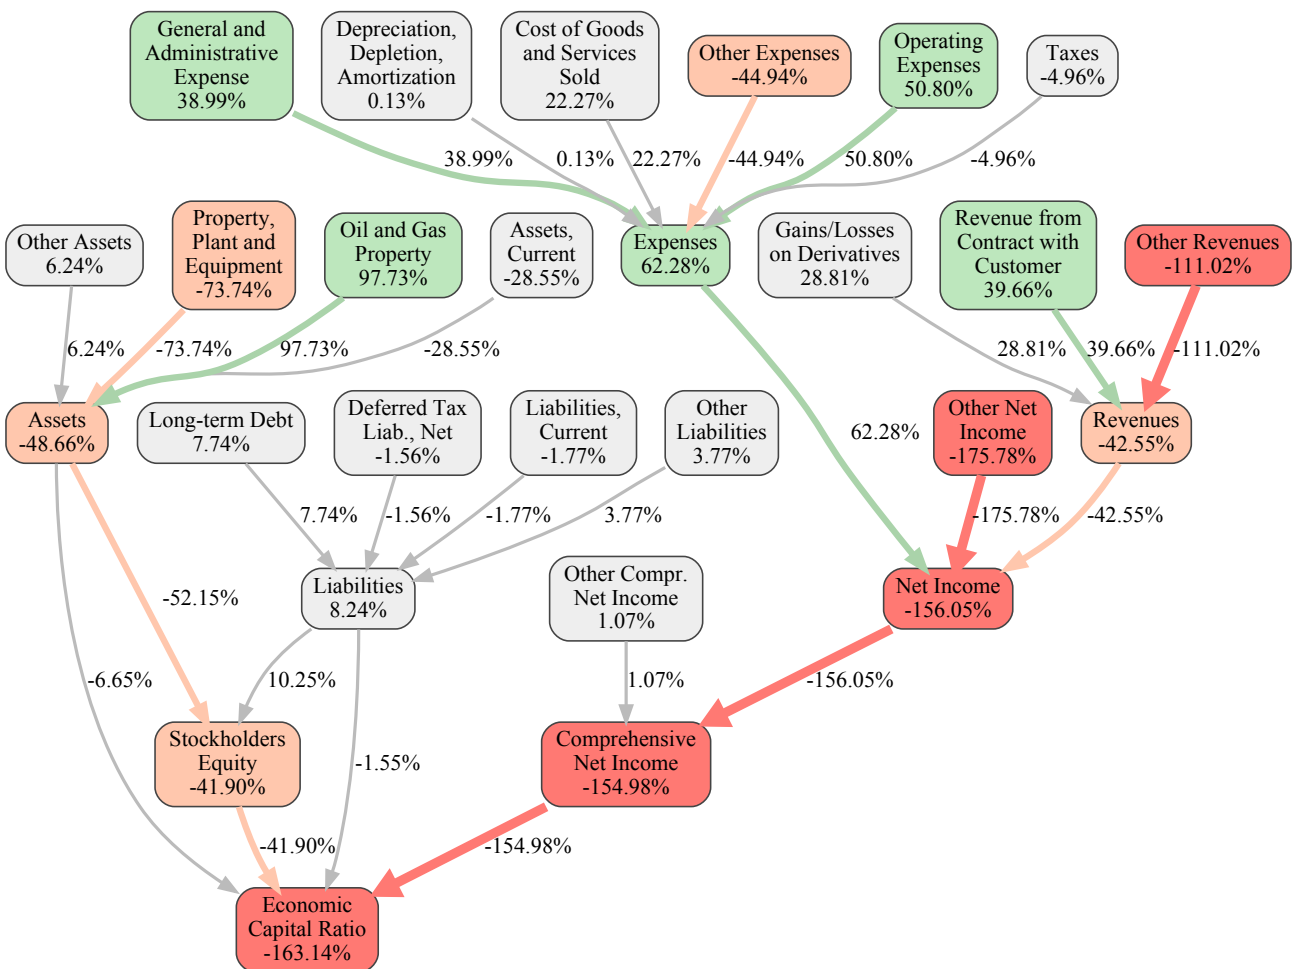 General and
Administrative
Expense
38.99%
Depreciation,
Depletion,
Amortization
0.13%
Cost of Goods
and Services
Sold
22.27%
Other Expenses
-44.94%
Operating
Expenses
50.80%
Taxes
-4.96%
38.99%
0.13%
22.27%
-44.94%
50.80%
-4.96%
Other Assets
6.24%
Property,
Plant and
Equipment
-73.74%
Oil and Gas
Property
97.73%
Assets,
Current
-28.55%
Expenses
62.28%
Gains/Losses
on Derivatives
28.81%
Revenue from
Contract with
Customer
39.66%
Other Revenues
-111.02%
6.24%
-73.74%
97.73%
-28.55%
28.81%
39.66%
-111.02%
Assets
-48.66%
Long-term Debt
7.74%
Deferred Tax
Liab., Net
-1.56%
Liabilities,
Current
-1.77%
Other
Liabilities
3.77%
62.28%
Other Net
Income
-175.78%
Revenues
-42.55%
7.74%
-1.56%
-1.77%
3.77%
-175.78%
-42.55%
-52.15%
Liabilities
8.24%
Other Compr.
Net Income
1.07%
Net Income
-156.05%
-6.65%
10.25%
1.07%
-156.05%
Stockholders
Equity
-41.90%
-1.55%
Comprehensive
Net Income
-154.98%
-41.90%
-154.98%
Economic
Capital Ratio
-163.14%